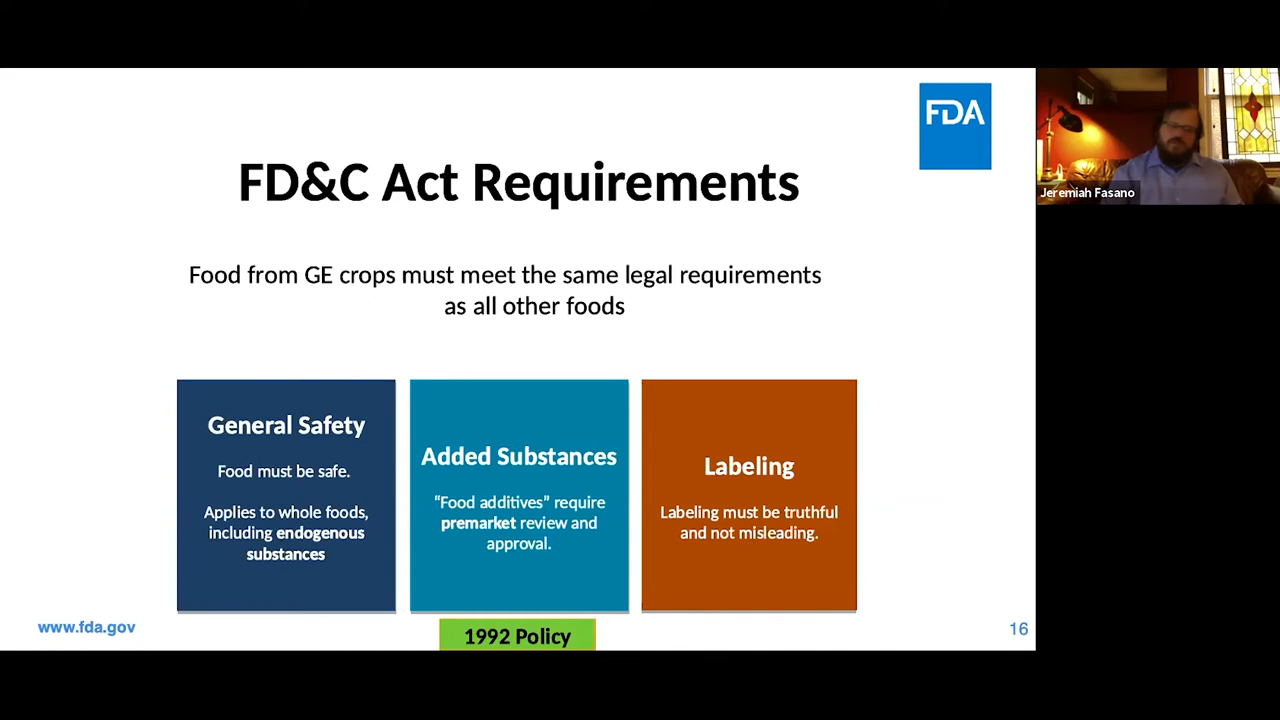 FDA
FD&C Act Requirements
Food from GE crops must meet the same legal requirements
as all other foods
General Safety
Food must be safe.
Applies to whole foods,
including endogenous
substances
Added Substances
“Food additives” require
premarket review and
approval.
Labeling
Labeling must be truthful
and not misleading.
1992 Policy
www.fda.gov
16
Jeremiah Fasano